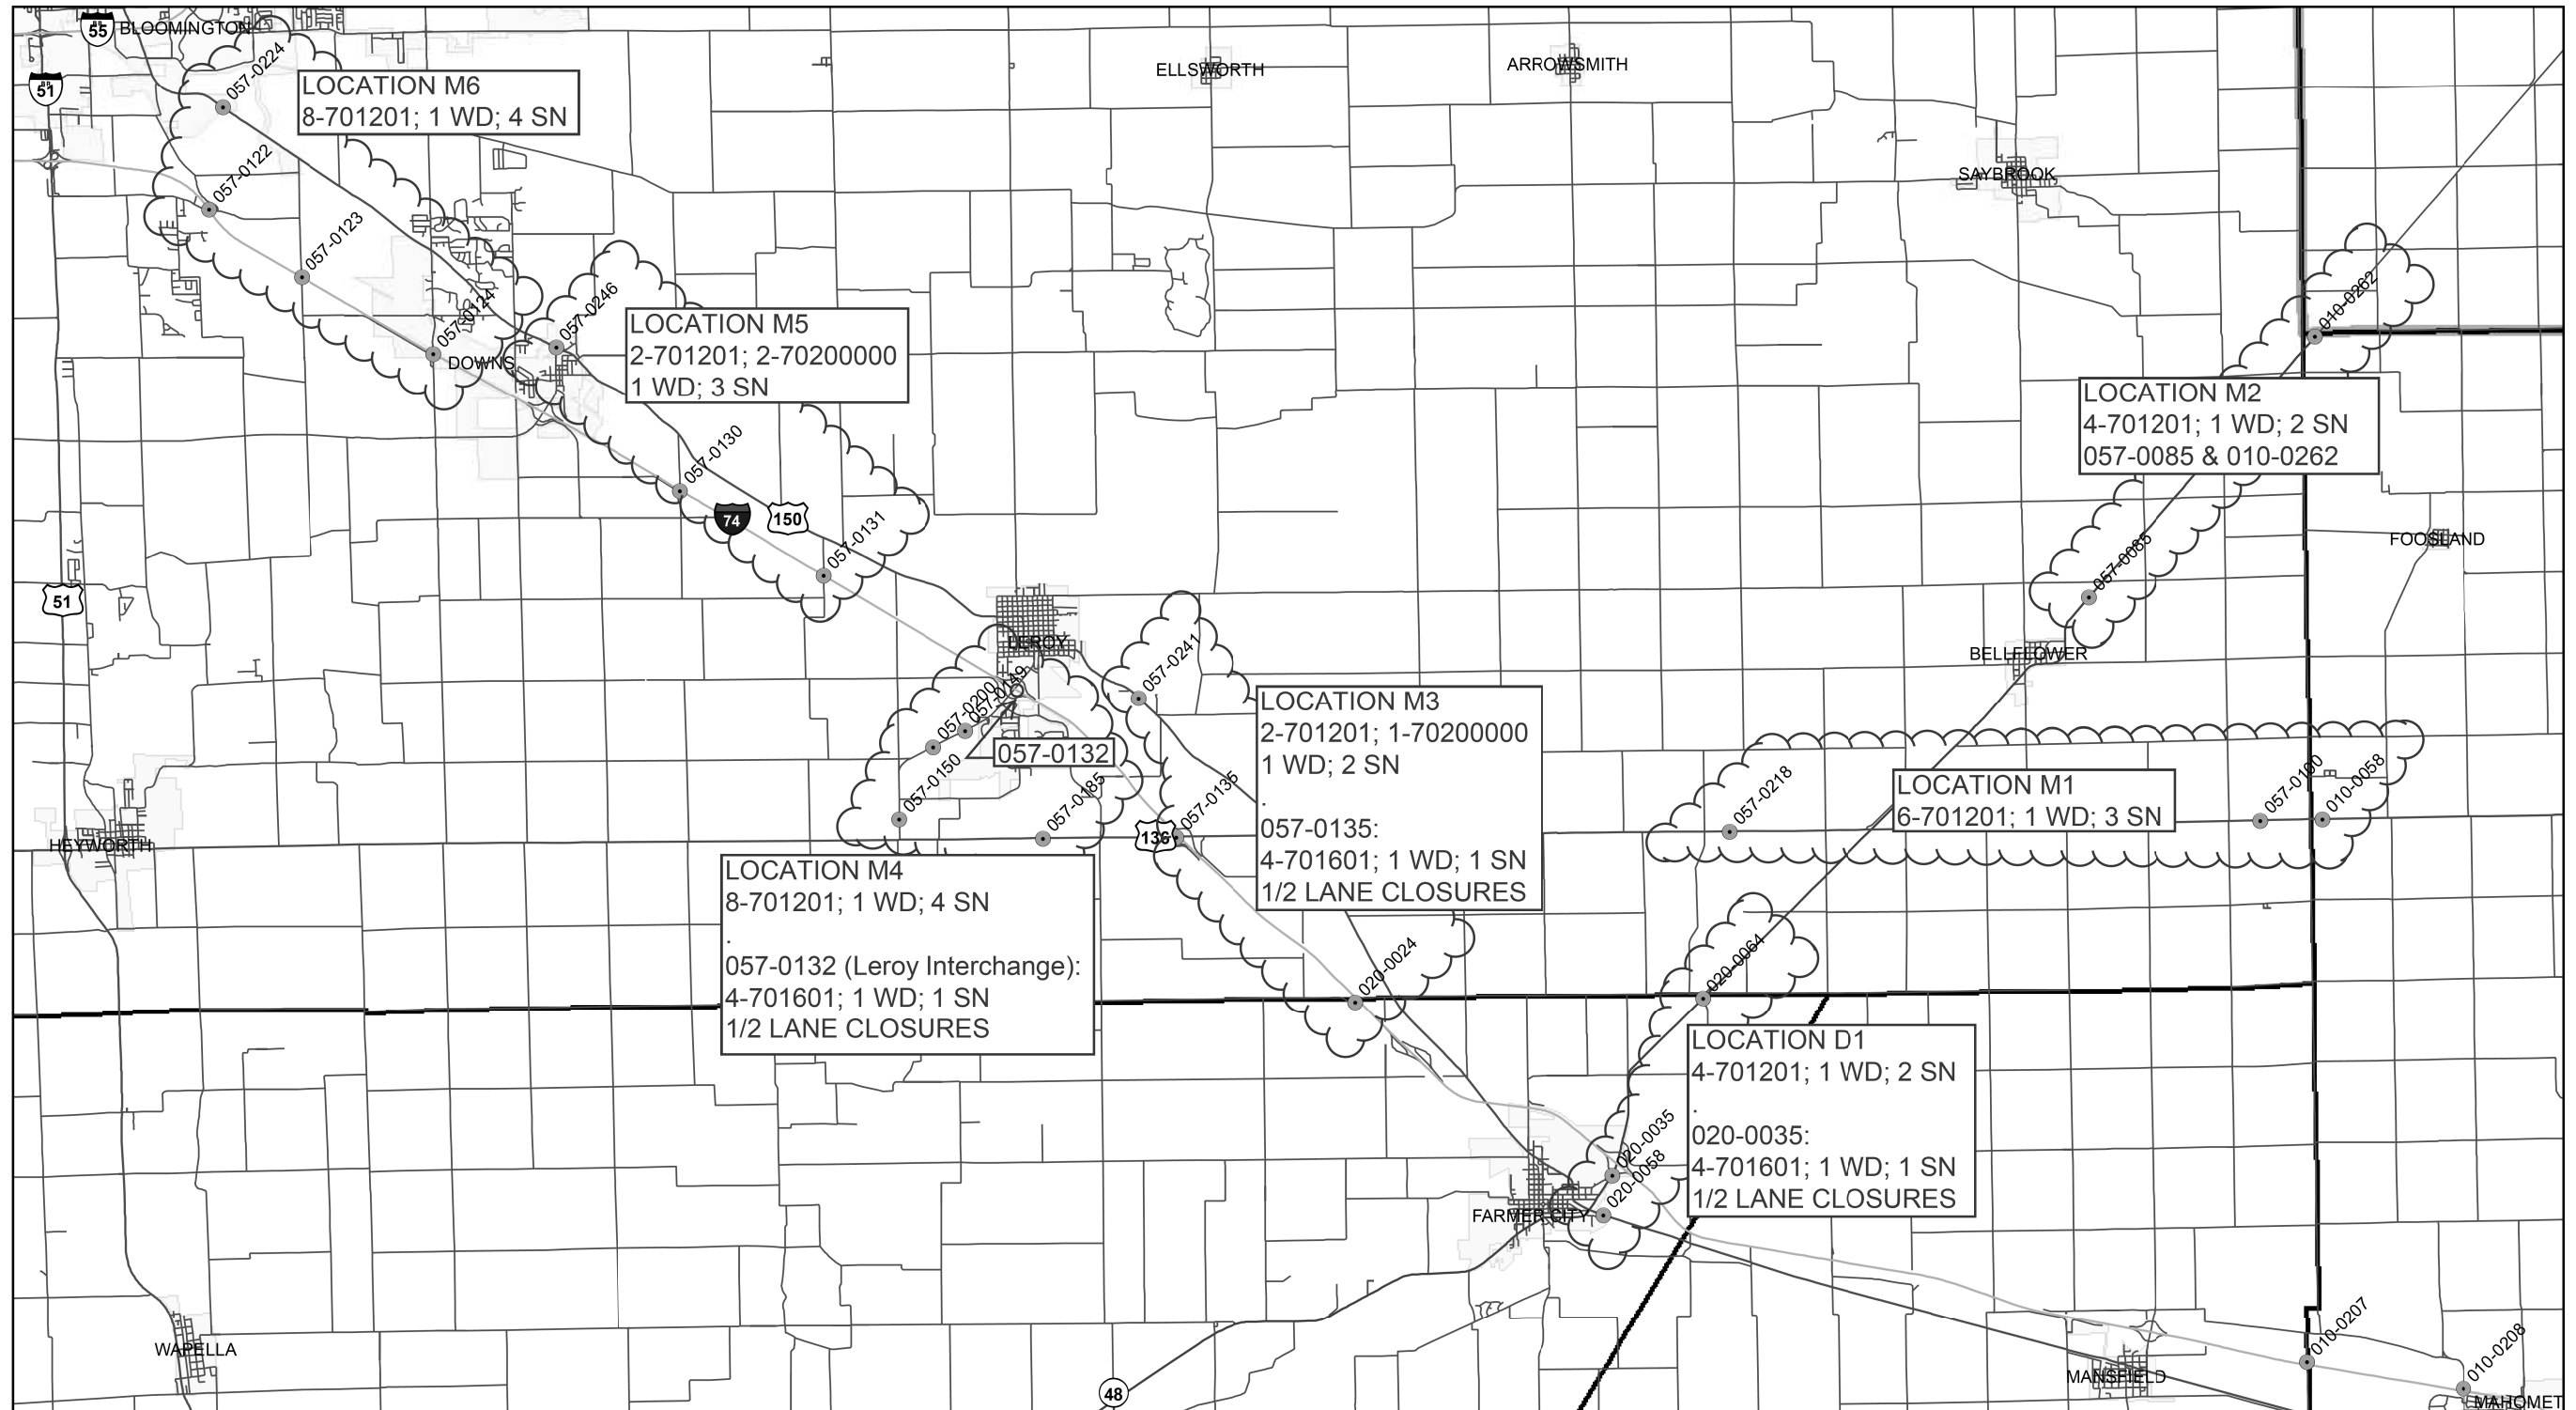 55
BLOOMINGTON
51
057-0224
LOCATION M6
8-701201; 1 WD; 4 SN
ELLSWORTH
ARROWSMITH
SAYBROOK
057-0122
057-0123
057-0124
DOWNS
057-0246
LOCATION M5
2-701201; 2-70200000
1 WD; 3 SN
010-0262
LOCATION M2
4-701201; 1 WD; 2 SN
057-0085 & 010-0262
057-0130
74
150
057-0131
FOOSLAND
057-0085
51
LEROY
BELLFLOWER
057-0241
057-0200
057-0149
057-0132
057-0150
057-0185
136
057-0135
LOCATION M3
2-701201; 1-70200000
1 WD; 2 SN
.
057-0135:
4-701601; 1 WD; 1 SN
1/2 LANE CLOSURES
057-0218
LOCATION M1
6-701201; 1 WD; 3 SN
057-0160
010-0058
HEYWORTH
LOCATION M4
8-701201; 1 WD; 4 SN
.
057-0132 (Leroy Interchange):
4-701601; 1 WD; 1 SN
1/2 LANE CLOSURES
020-0024
020-0064
LOCATION D1
4-701201; 1 WD; 2 SN
.
020-0035:
4-701601; 1 WD; 1 SN
1/2 LANE CLOSURES
020-0035
020-0058
FARMER CITY
WAPELLA
48
MANSFIELD
010-0207
010-0208
MAHOMET